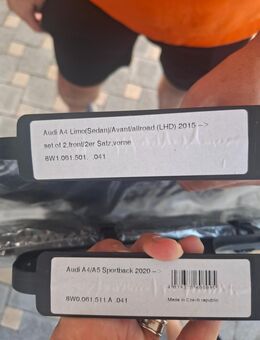 Audi A4 Limo(Sedan)/Avant/allroad (LHD) 2015 -->
set of 2,front/2er Satz,vorne
8W1.061.501. .041
Audi A4/A5 Sportback 2020 -->
8W0.061.511.A .041
Made in Czech republic